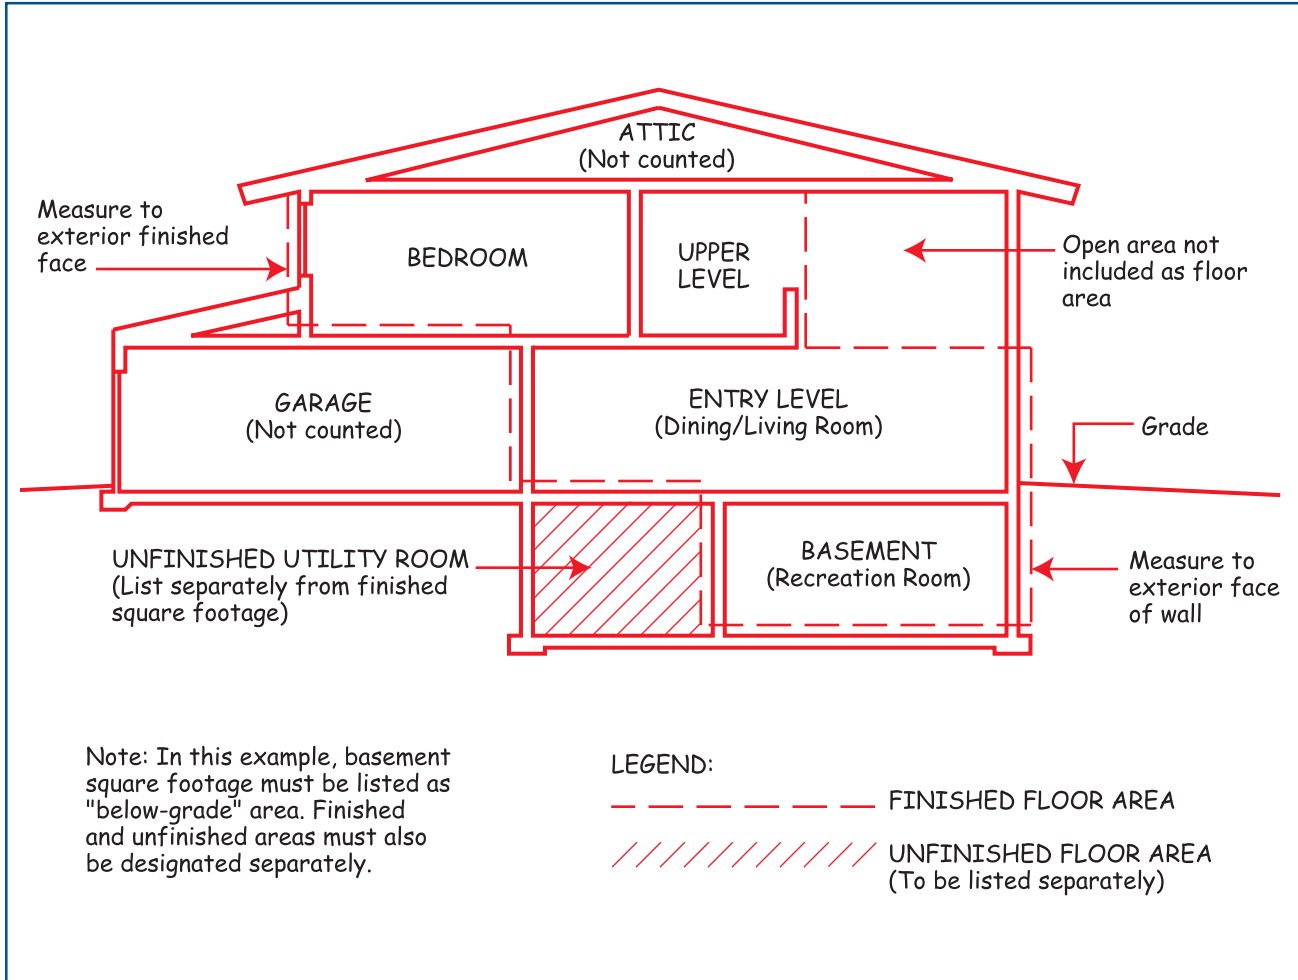 ATTIC
(Not counted)
Measure to
exterior finished
face
BEDROOM
UPPER
LEVEL
Open area not
included as floor
area
GARAGE
(Not counted)
ENTRY LEVEL
(Dining/Living Room)
Grade
UNFINISHED UTILITY ROOM
(List separately from finished
square footage)
BASEMENT
(Recreation Room)
Measure to
exterior face
of wall
Note: In this example, basement
square footage must be listed as
"below-grade" area. Finished
and unfinished areas must also
be designated separately.
LEGEND:
FINISHED FLOOR AREA
UNFINISHED FLOOR AREA
(To be listed separately)